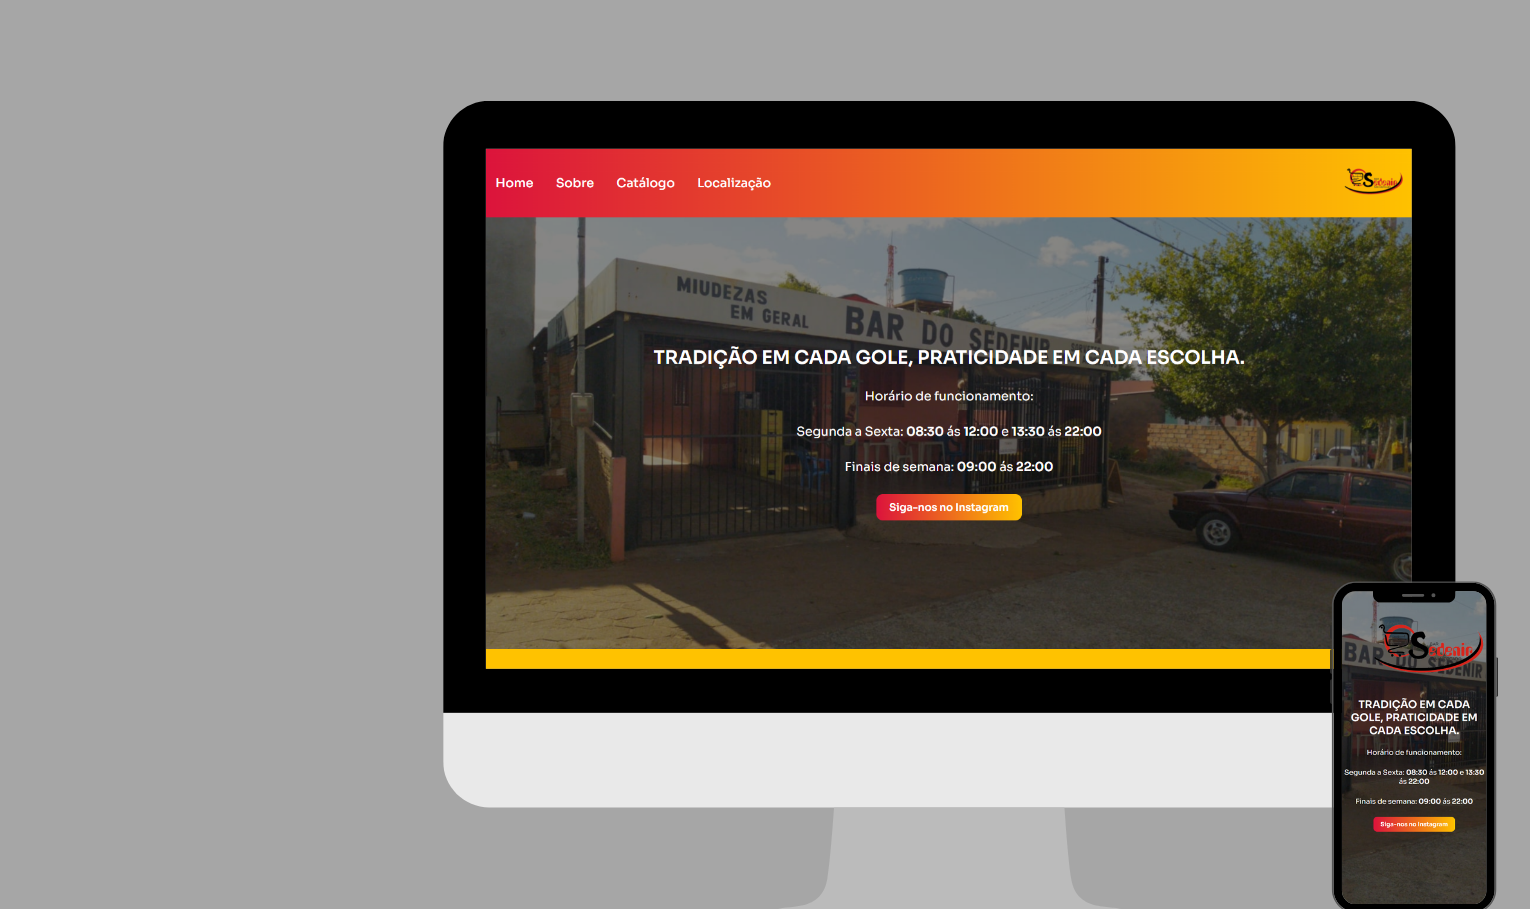 Home Sobre Catálogo Localização
Sedenir
MIUDEZAS
EM GERAL
BAR DO SEDENIR
TRADIÇÃO EM CADA GOLE, PRATICIDADE EM CADA ESCOLHA.
Horário de funcionamento:
Segunda a Sexta: 08:30 ás 12:00 e 13:30 ás 22:00
Finais de semana: 09:00 ás 22:00
Siga-nos no Instagram
Sedenir
BAR DO SEDENIR
TRADIÇÃO EM CADA
GOLE, PRATICIDADE EM
CADA ESCOLHA.
Horário de funcionamento:
Segunda a Sexta: 08:30 ás 12:00 e 13:30
ás 22:00
Finais de semana: 09:00 ás 22:00
Siga-nos no Instagram